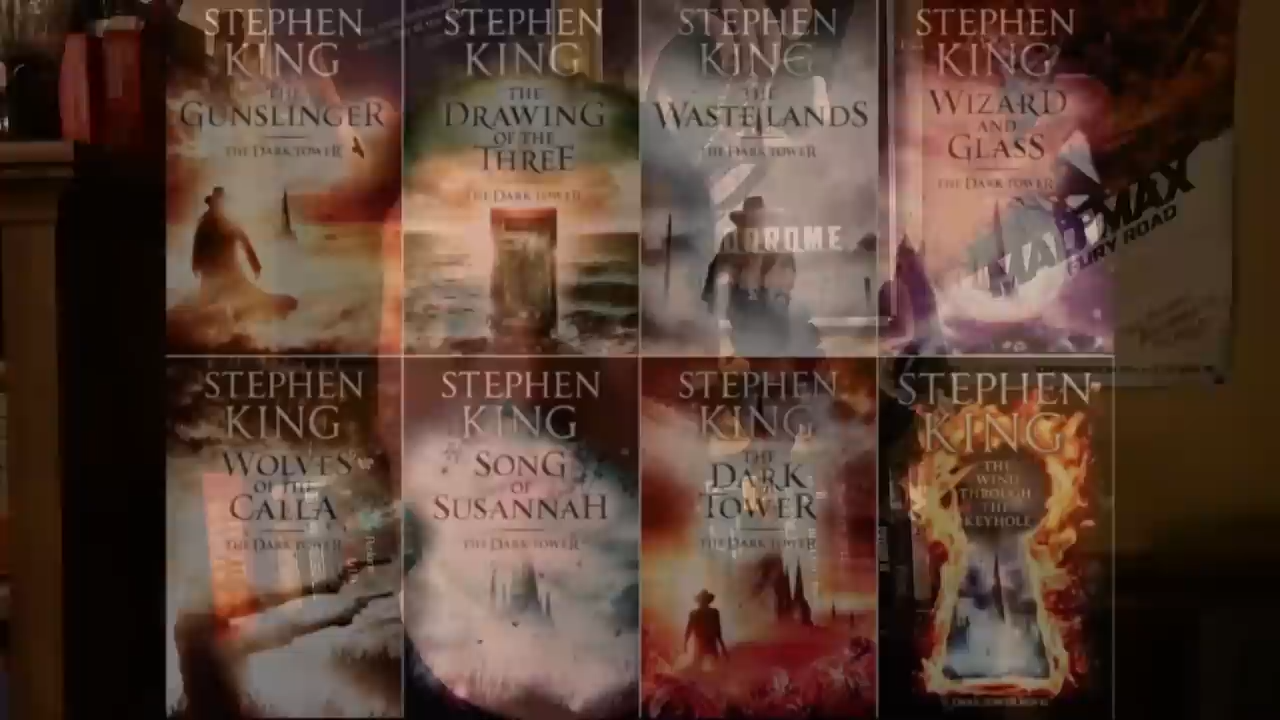 STEPHEN
KING
THE
GUNSLINGER
THE DARK TOWER
STEPHEN
KING
THE
DRAWING
OF THE
THREE
THE DARK TOWER
STEPHEN
KING
THE
WASTE LANDS
THE DARK TOWER
STEPHEN
KING
WIZARD
AND
GLASS
THE DARK TOWER
DROME
MAD MAX
FURY ROAD
STEPHEN
KING
WOLVES
OF THE
CALLA
THE DARK TOWER
STEPHEN
KING
SONG
OF
SUSANNAH
THE DARK TOWER
STEPHEN
KING
THE
DARK
TOWER
THE DARK TOWER
STEPHEN
KING
THE
WIND
THROUGH
THE
KEYHOLE